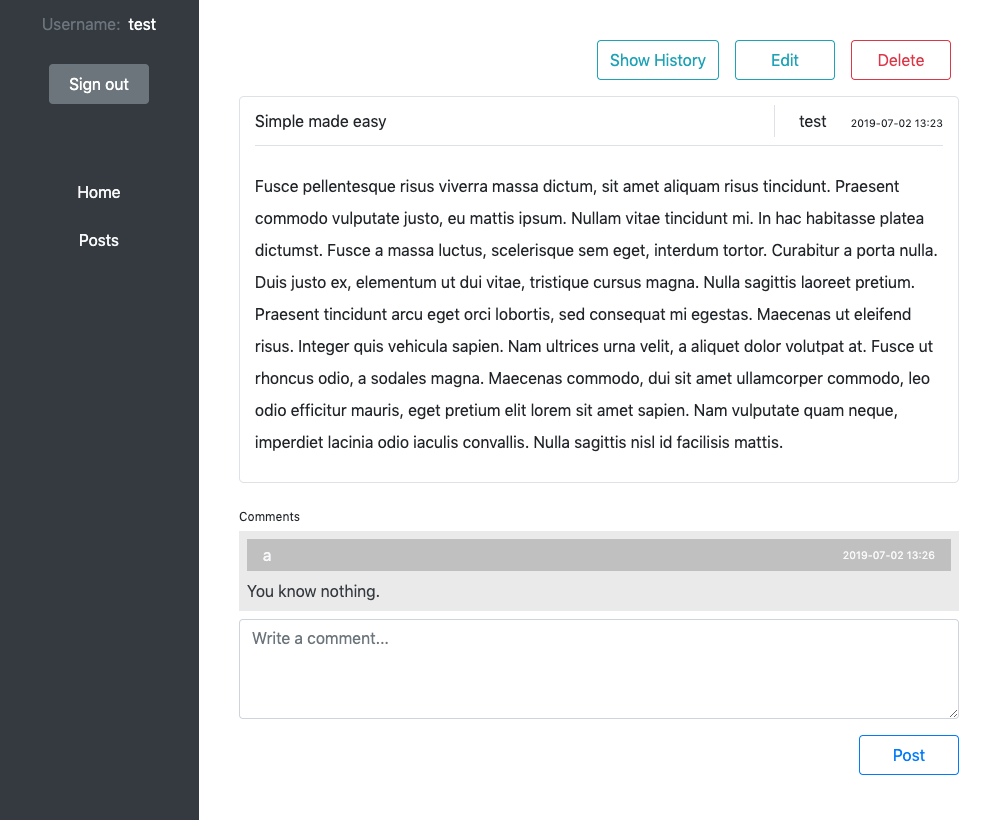 Username: test
Sign out
Home
Posts
Show History Edit Delete
Simple made easy test 2019-07-02 13:23
Fusce pellentesque risus viverra massa dictum, sit amet aliquam risus tincidunt. Praesent
commodo vulputate justo, eu mattis ipsum. Nullam vitae tincidunt mi. In hac habitasse platea
dictumst. Fusce a massa luctus, scelerisque sem eget, interdum tortor. Curabitur a porta nulla.
Duis justo ex, elementum ut dui vitae, tristique cursus magna. Nulla sagittis laoreet pretium.
Praesent tincidunt arcu eget orci lobortis, sed consequat mi egestas. Maecenas ut eleifend
risus. Integer quis vehicula sapien. Nam ultrices urna velit, a aliquet dolor volutpat at. Fusce ut
rhoncus odio, a sodales magna. Maecenas commodo, dui sit amet ullamcorper commodo, leo
odio efficitur mauris, eget pretium elit lorem sit amet sapien. Nam vulputate quam neque,
imperdiet lacinia odio iaculis convallis. Nulla sagittis nisl id facilisis mattis.
Comments
a 2019-07-02 13:26
You know nothing.
Write a comment...
Post